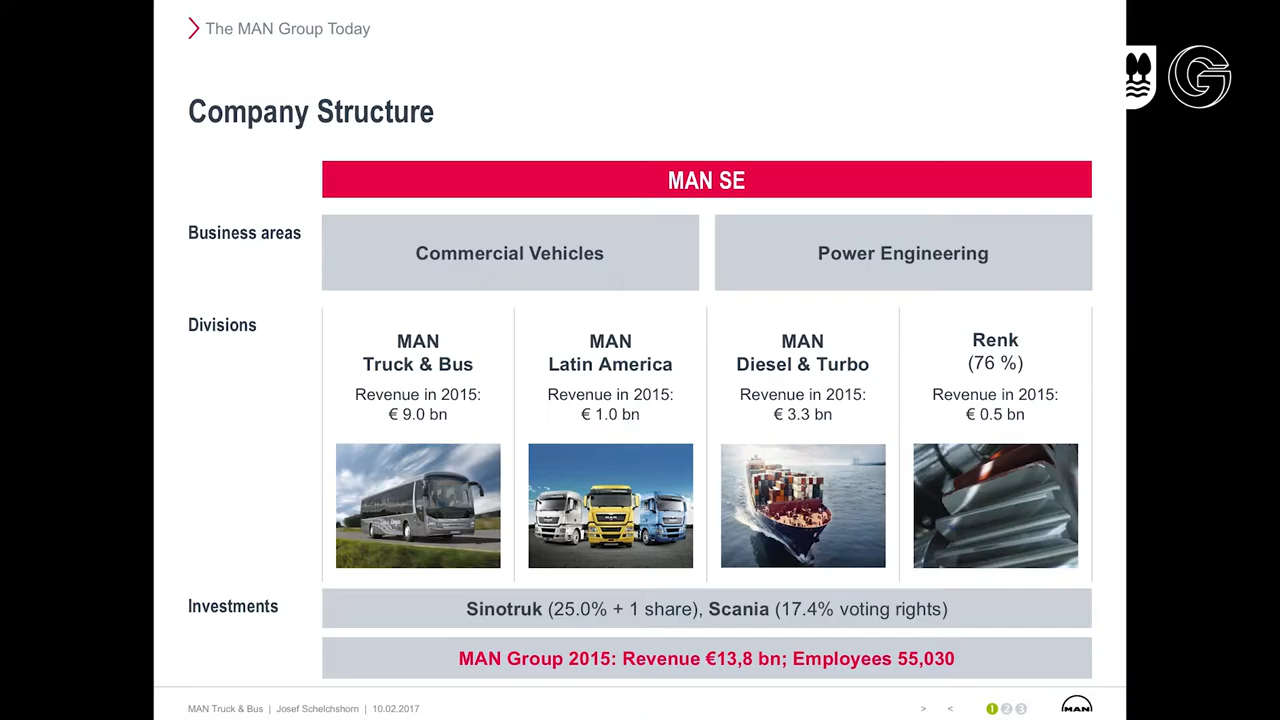 The MAN Group Today
Company Structure
MAN SE
Business areas
Commercial Vehicles
Power Engineering
Divisions
MAN
Truck & Bus
Revenue in 2015:
€ 9.0 bn
MAN
Latin America
Revenue in 2015:
€ 1.0 bn
MAN
Diesel & Turbo
Revenue in 2015:
€ 3.3 bn
Renk
(76 %)
Revenue in 2015:
€ 0.5 bn
Investments
Sinotruk (25.0% + 1 share), Scania (17.4% voting rights)
MAN Group 2015: Revenue €13,8 bn; Employees 55,030
MAN Truck & Bus | Josef Schelchshorn | 10.02.2017
> < 1 2 3
MAN
G